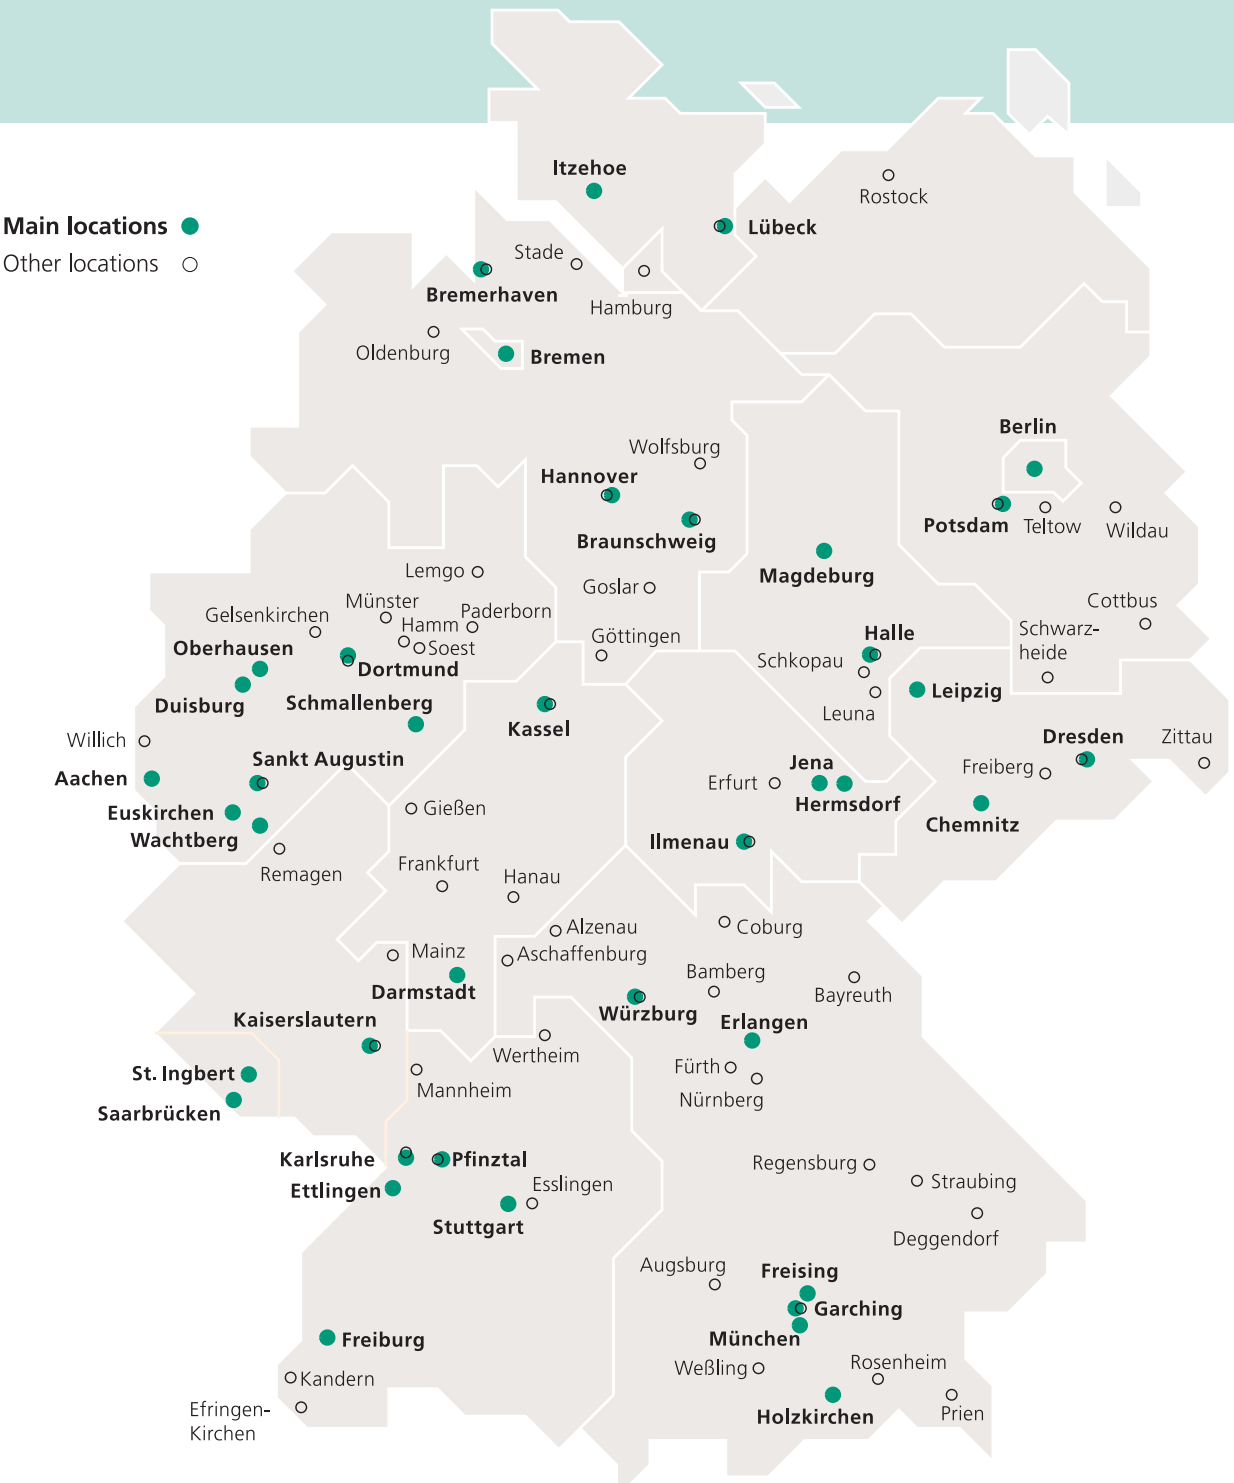 Itzehoe
Rostock
Main locations
Lübeck
Other locations
Stade
Bremerhaven
Hamburg
Oldenburg
Bremen
Berlin
Wolfsburg
Hannover
Potsdam
Teltow
Wildau
Braunschweig
Magdeburg
Lemgo
Goslar
Münster
Paderborn
Gelsenkirchen
Hamm
Cottbus
Schwarz-
heide
Göttingen
Halle
Oberhausen
Soest
Dortmund
Schkopau
Leipzig
Duisburg
Schmallenberg
Leuna
Kassel
Willich
Dresden
Zittau
Sankt Augustin
Jena
Freiberg
Aachen
Erfurt
Hermsdorf
Euskirchen
Gießen
Chemnitz
Wachtberg
Ilmenau
Remagen
Frankfurt
Hanau
Alzenau
Coburg
Mainz
Aschaffenburg
Bamberg
Darmstadt
Bayreuth
Kaiserslautern
Würzburg
Erlangen
Wertheim
St. Ingbert
Fürth
Mannheim
Nürnberg
Saarbrücken
Karlsruhe
Pfinztal
Regensburg
Ettlingen
Esslingen
Straubing
Stuttgart
Deggendorf
Augsburg
Freising
Garching
Freiburg
München
Weßling
Rosenheim
Kandern
Efringen-
Kirchen
Holzkirchen
Prien